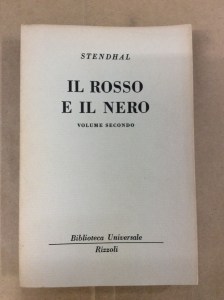 STENDHAL
IL ROSSO
E IL NERO
VOLUME SECONDO
Biblioteca Universale
Rizzoli